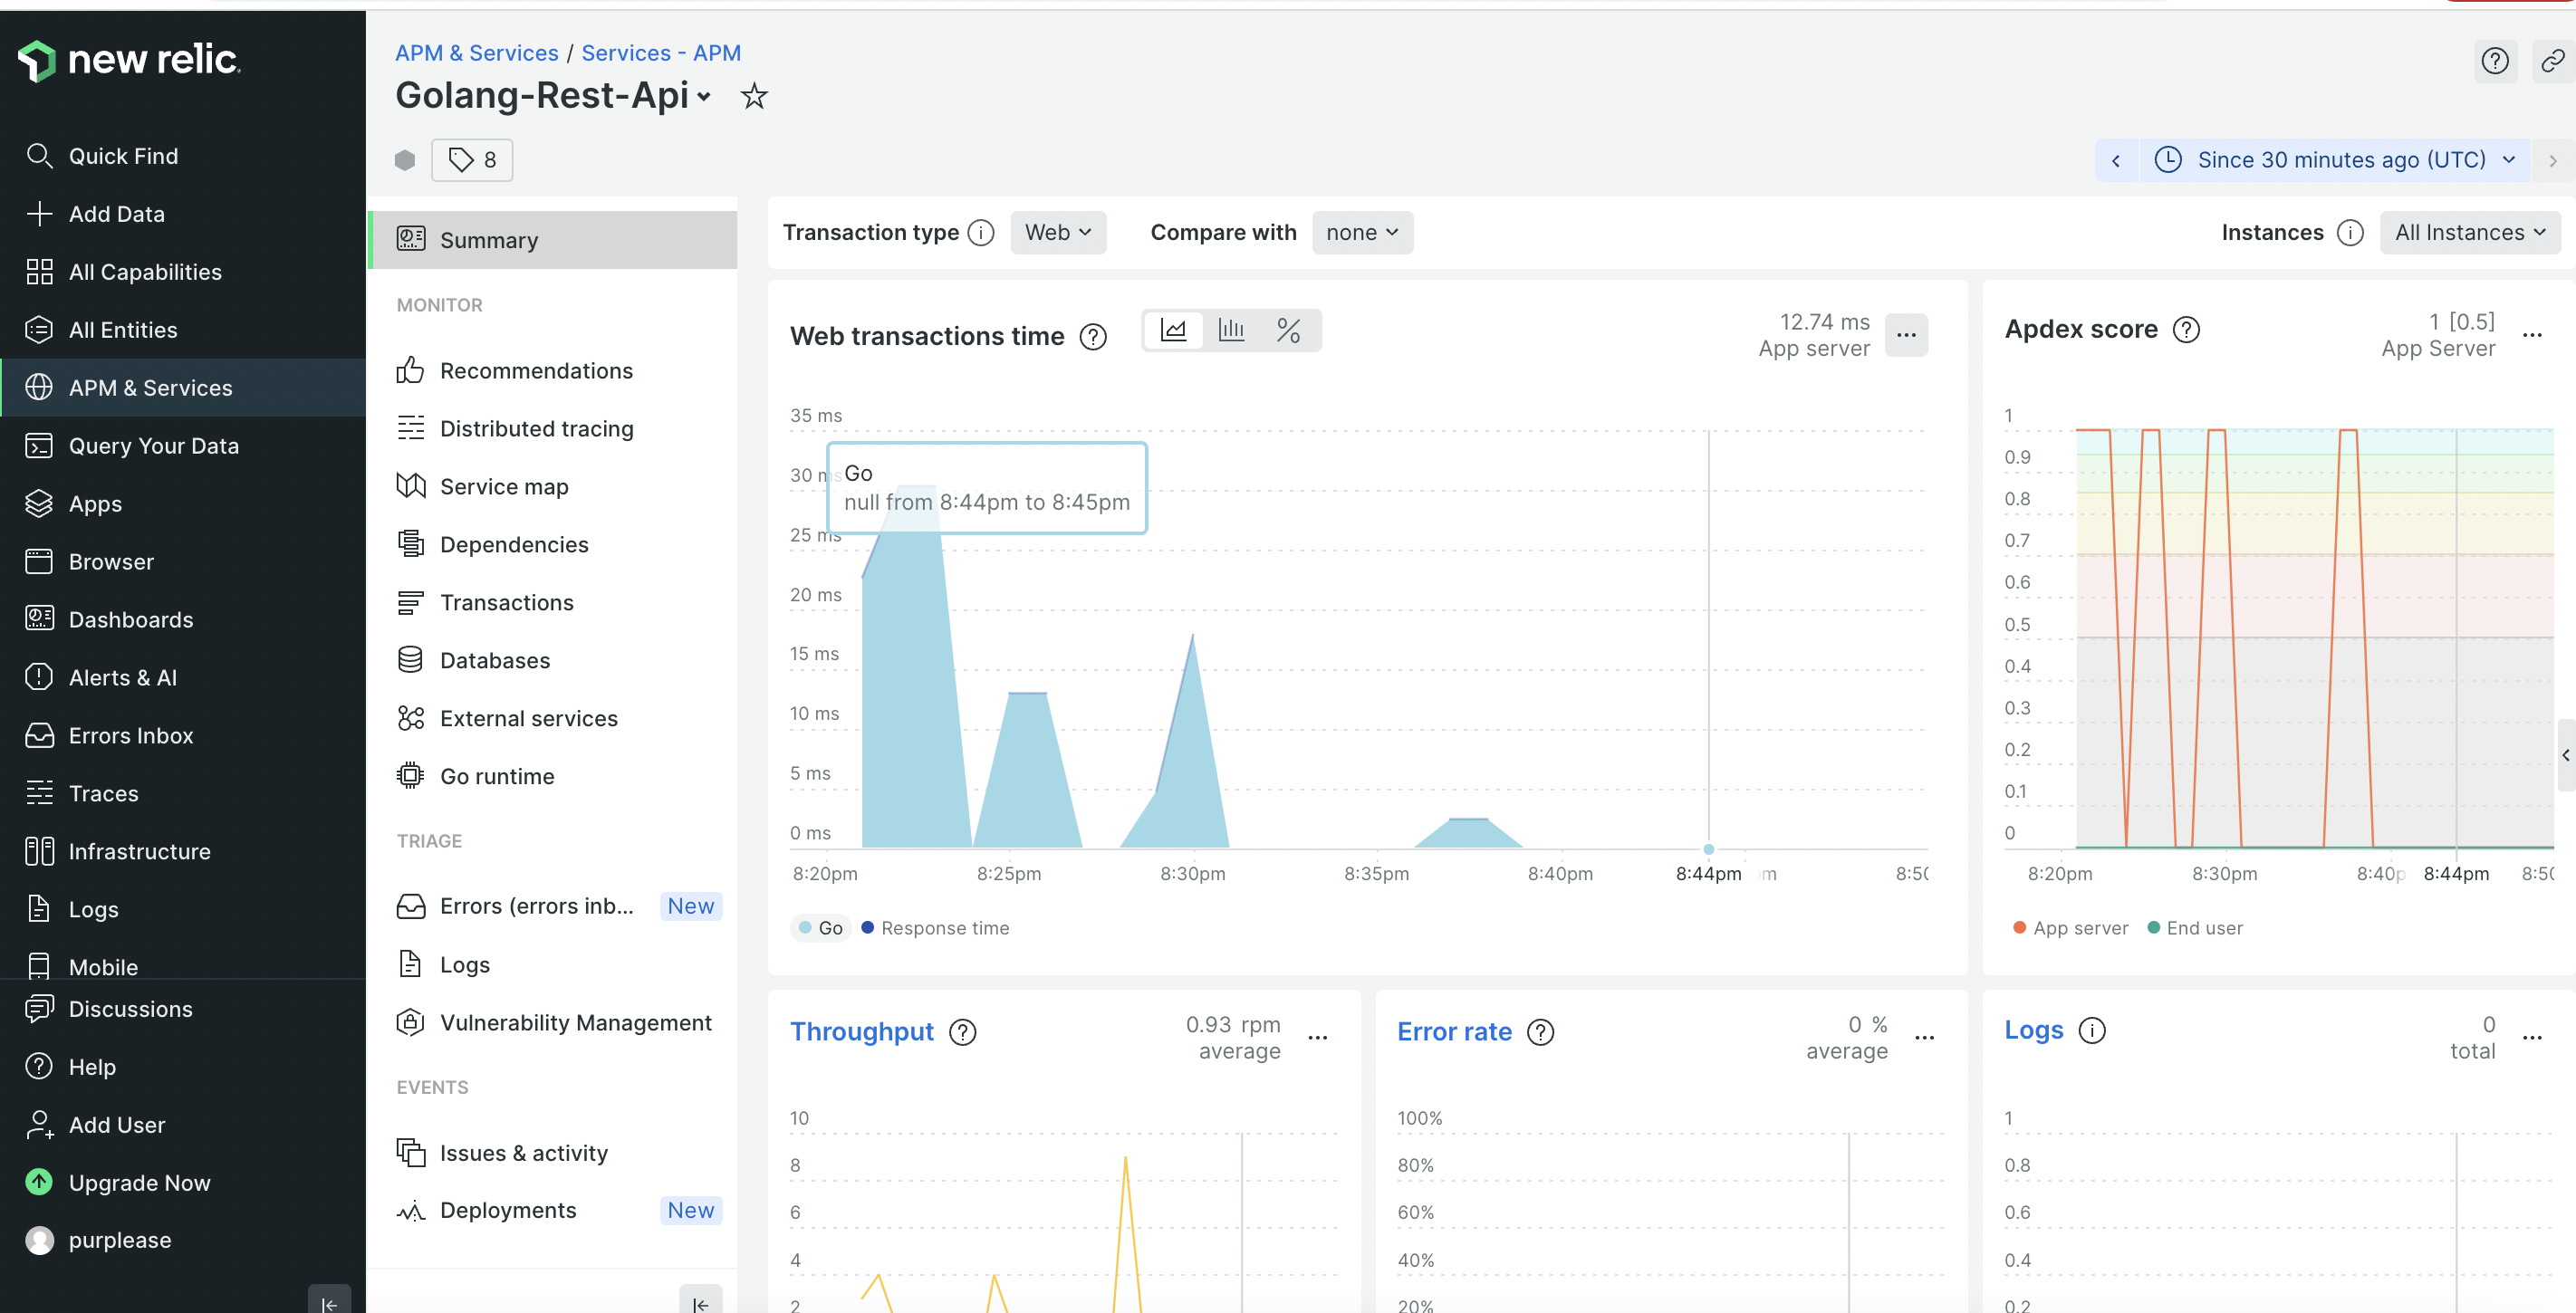 new relic.
Quick Find
Add Data
All Capabilities
All Entities
APM & Services
Query Your Data
Apps
Browser
Dashboards
Alerts & AI
Errors Inbox
Traces
Infrastructure
Logs
Mobile
Discussions
Help
Add User
Upgrade Now
purplease
APM & Services / Services - APM
Golang-Rest-Api
8
Since 30 minutes ago (UTC)
Summary
MONITOR
Recommendations
Distributed tracing
Service map
Dependencies
Transactions
Databases
External services
Go runtime
TRIAGE
Errors (errors inb... New
Logs
Vulnerability Management
EVENTS
Issues & activity
Deployments New
Transaction type Web Compare with none Instances All Instances
Web transactions time % 12.74 ms
App server
35 ms
30 ms
25 ms
20 ms
15 ms
10 ms
5 ms
0 ms
Go
null from 8:44pm to 8:45pm
8:20pm 8:25pm 8:30pm 8:35pm 8:40pm 8:44pm
Go Response time
Apdex score 1 [0.5]
App Server
1
0.9
0.8
0.7
0.6
0.5
0.4
0.3
0.2
0.1
0
8:20pm 8:30pm 8:40p 8:44pm
App server End user
Throughput 0.93 rpm
average
10
8
6
4
2
Error rate 0 %
average
100%
80%
60%
40%
20%
Logs 0
total
1
0.8
0.6
0.4
0.2